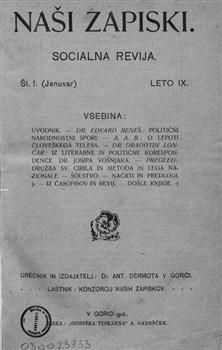 NAŠI ZAPISKI.
SOCIALNA REVIJA.
Št. 1. (Januvar) LETO IX.
VSEBINA:
UVODNIK. — DR. EDVARD BENEŠ: POLITIČNI
NARODNOSTNI SPORI. — A. A. B.: O LEPOTI
ČLOVEŠKEGA TELESA. — DR. DRAGOTIN LON-
ČAR: IZ LITERARNE IN POLITIČNE KORESPON-
DENCE DR. JOSIPA VOŠNJAKA. — PREGLED:
DRUŽBA SV. CIRILA IN METODA IN LEGA NA-
ZIONALE. — ŠOLSTVO. — NAČRTI IN PREDLOGI.
)- — IZ ČASOPISOV IN REVIJ. — DOŠLE KNJIGE. -(
UREDNIK IN IZDAJATELJ: Dr. ANT. DERMOTA V GORICI.
LASTNIK: KONZORCIJ NAŠIH ZAPISKOV.
V GORICI 1912.
"GORIŠKA TISKARNA" A. GABRŠČEK.
030023733